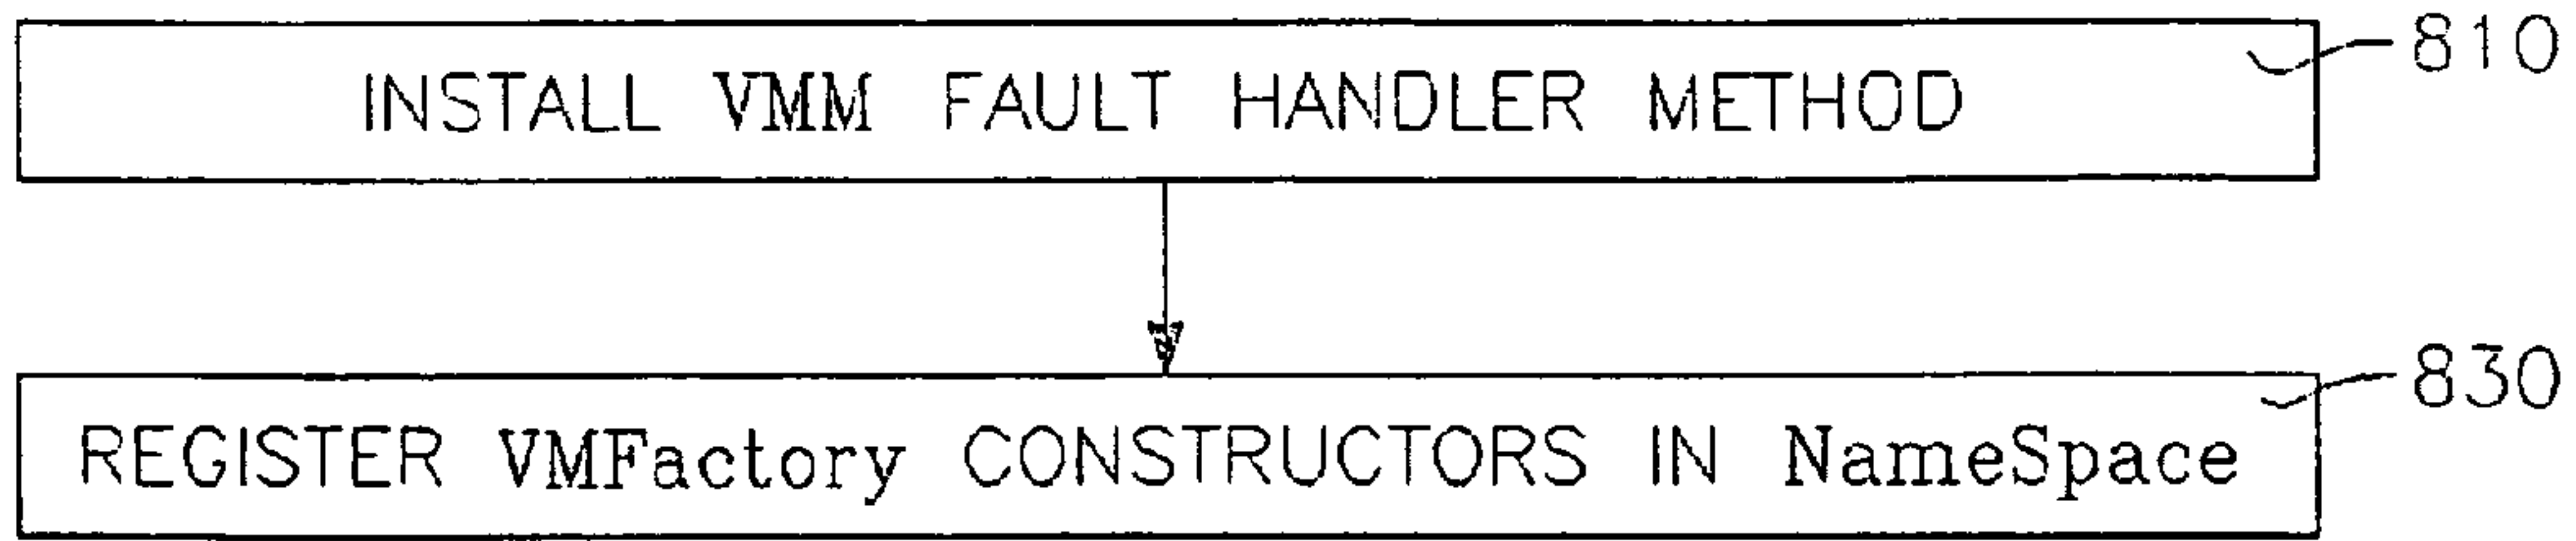 INSTALL VMM FAULT HANDLER METHOD
810
REGISTER VMFactory CONSTRUCTORS IN NameSpace
830